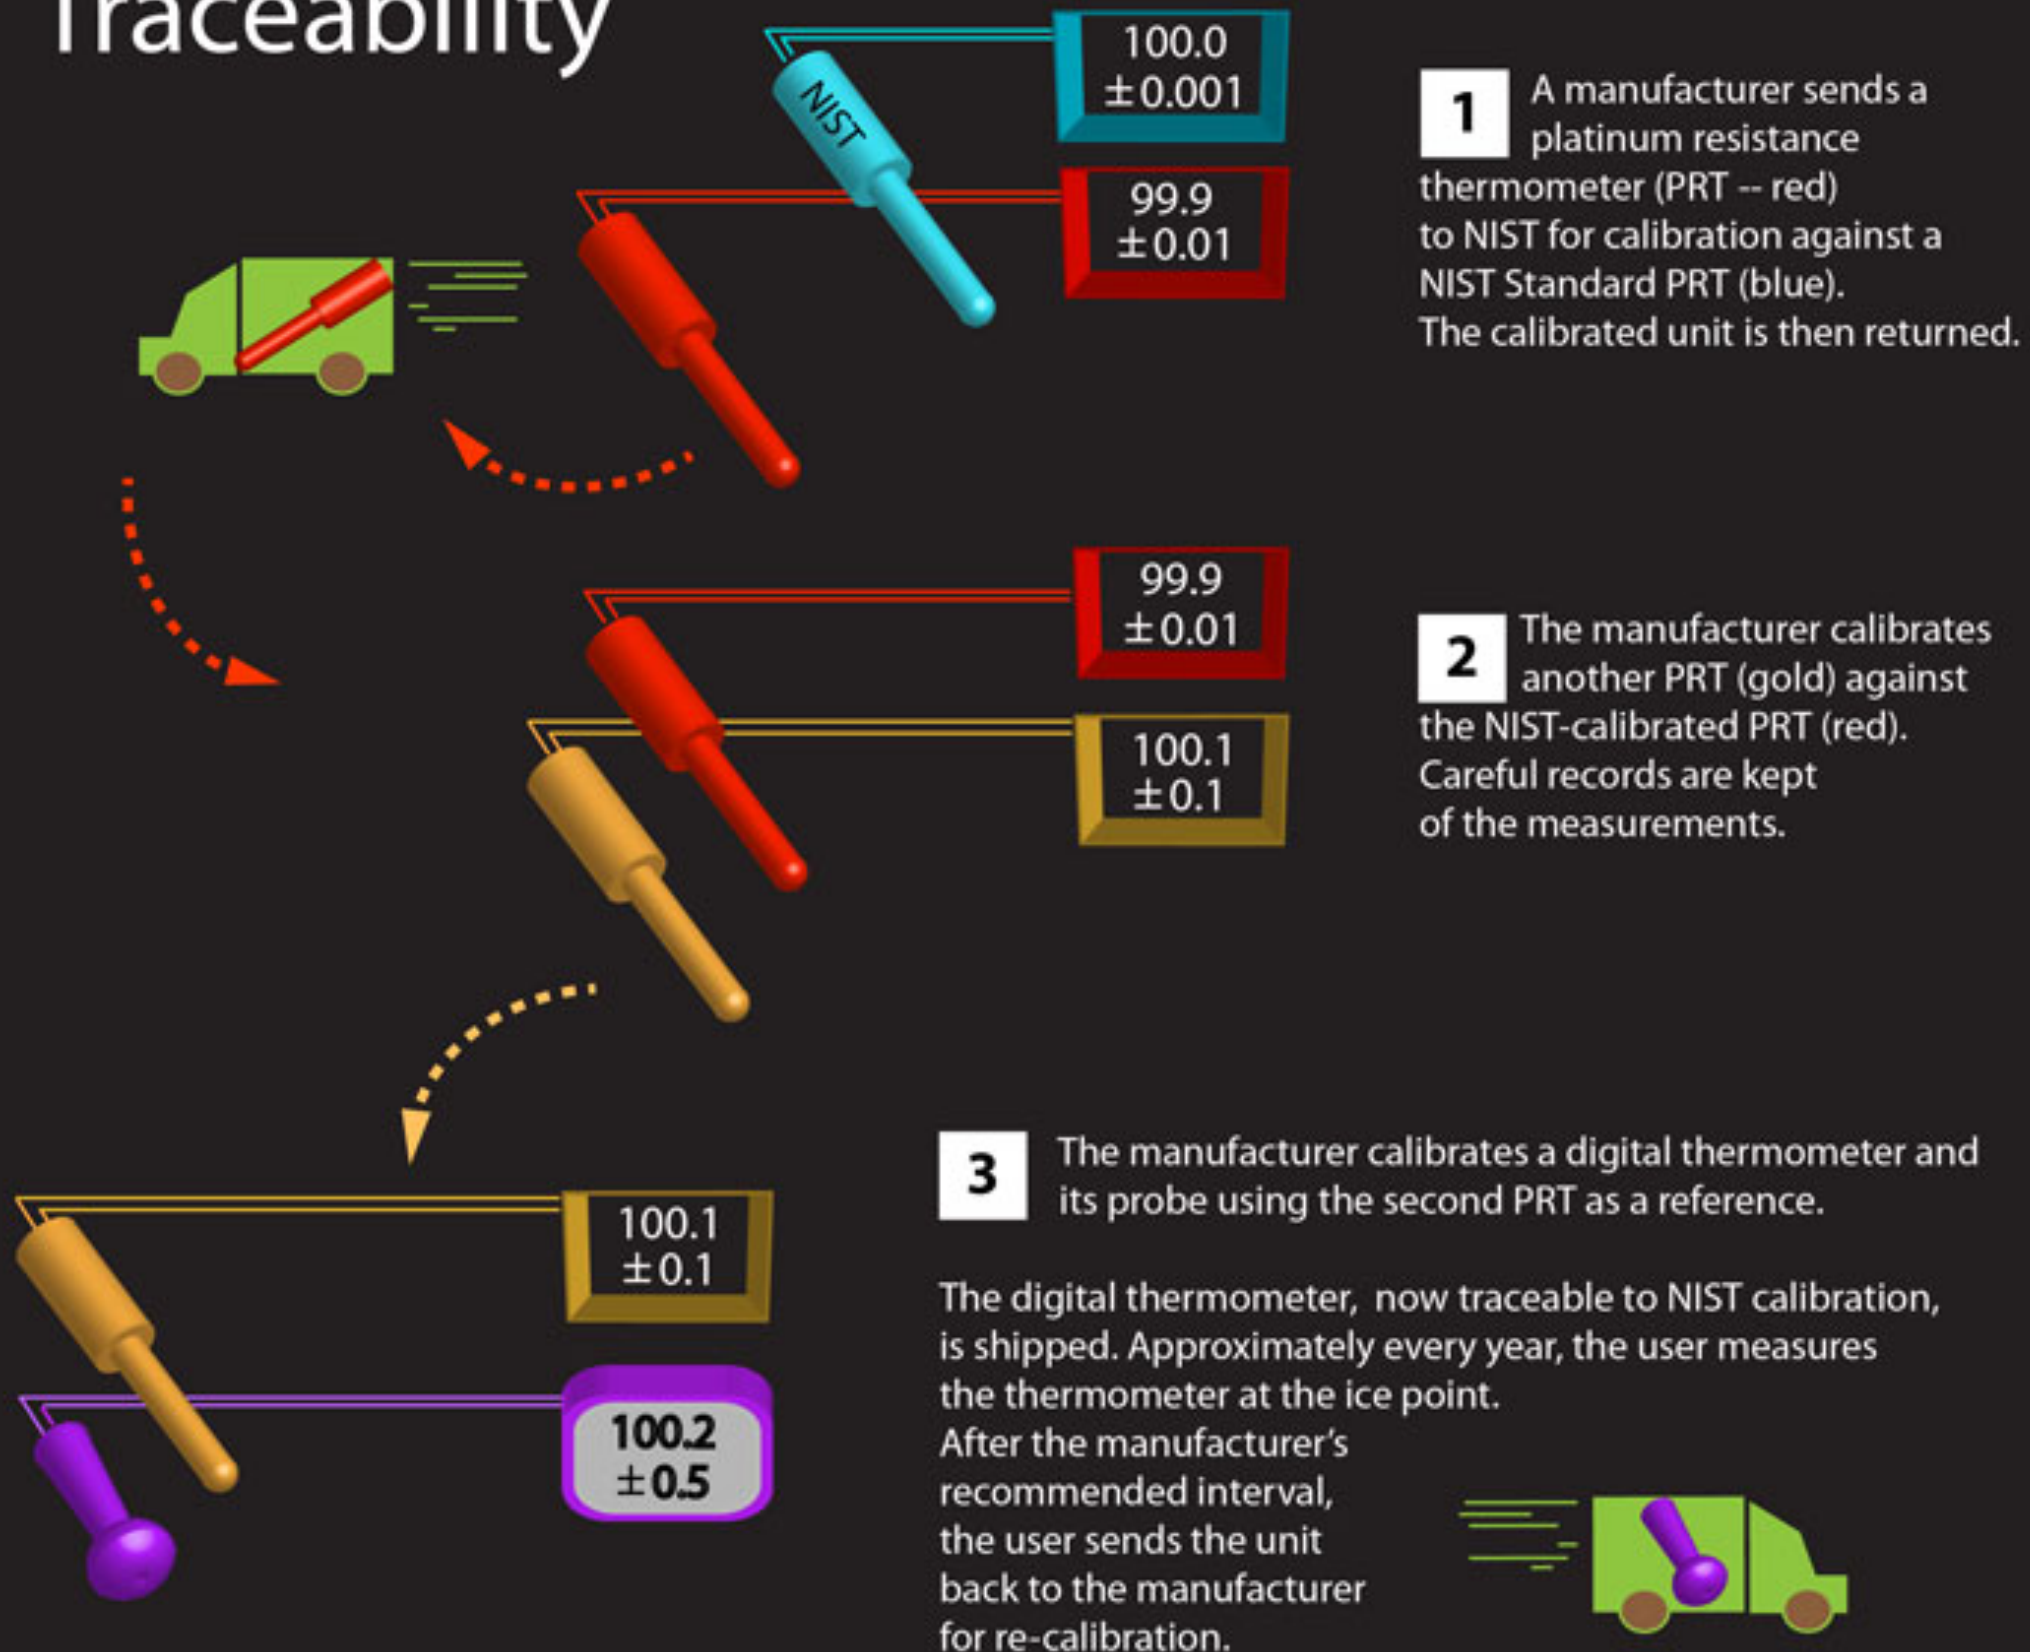 Traceability
NIST
100.0
±0.001
99.9
±0.01
1
A manufacturer sends a
platinum resistance
thermometer (PRT -- red)
to NIST for calibration against a
NIST Standard PRT (blue).
The calibrated unit is then returned.
99.9
±0.01
100.1
±0.1
2
The manufacturer calibrates
another PRT (gold) against
the NIST-calibrated PRT (red).
Careful records are kept
of the measurements.
100.1
±0.1
100.2
±0.5
3
The manufacturer calibrates a digital thermometer and
its probe using the second PRT as a reference.
The digital thermometer, now traceable to NIST calibration,
is shipped. Approximately every year, the user measures
the thermometer at the ice point.
After the manufacturer's
recommended interval,
the user sends the unit
back to the manufacturer
for re-calibration.